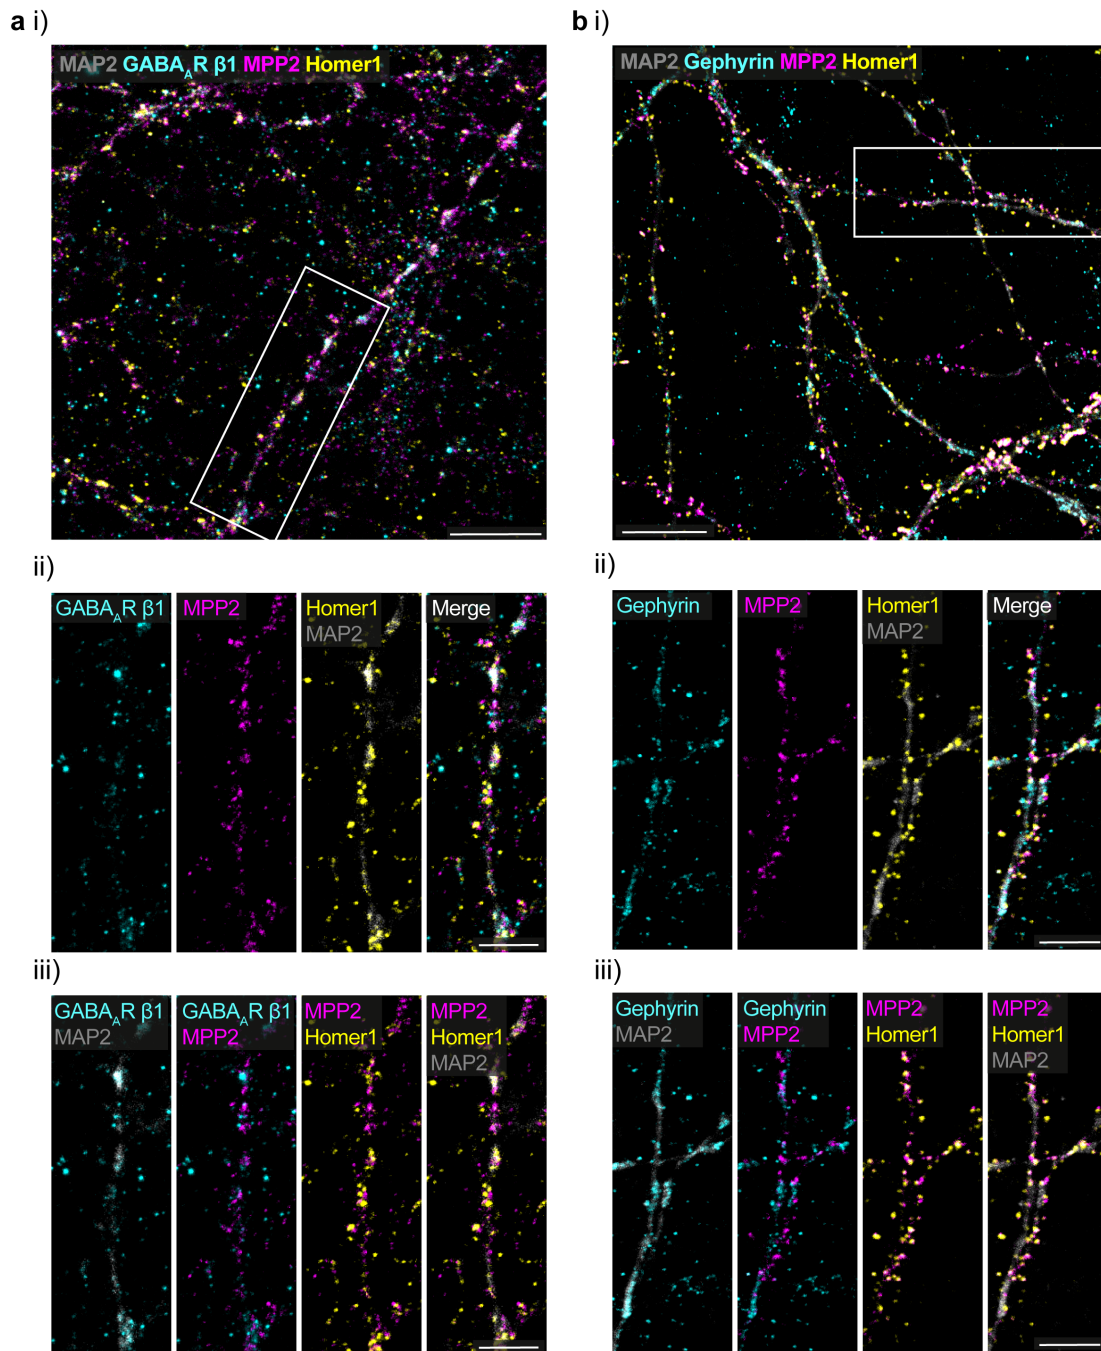 a i)
MAP2 GABAAR β1 MPP2 Homer1
ii)
GABAAR β1
MPP2
Homer1
MAP2
Merge
iii)
GABAAR β1
MAP2
GABAAR β1
MPP2
MPP2
Homer1
MPP2
Homer1
MAP2
b i)
MAP2 Gephyrin MPP2 Homer1
ii)
Gephyrin
MPP2
Homer1
MAP2
Merge
iii)
Gephyrin
MAP2
Gephyrin
MPP2
MPP2
Homer1
MPP2
Homer1
MAP2